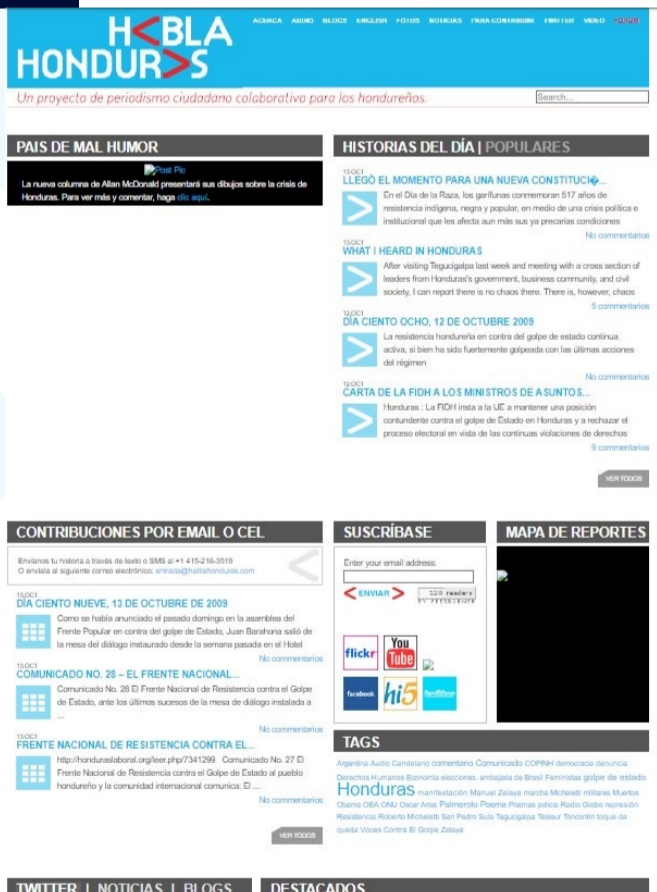 H<BLA
HONDUR>S
ACERCA AUDIO BLOGS ENGLISH FOTOS NOTICIAS PARA CONTRIBUIR TWITTER VIDEO FORUM
Un proyecto de periodismo ciudadano colaborativo para los hondureños.
Search...
PAIS DE MAL HUMOR
Post Pic
La nueva columna de Allan McDonald presentará sus dibujos sobre la crisis de
Honduras. Para ver más y comentar, haga clic aquí.
HISTORIAS DEL DÍA | POPULARES
13.OCT
LLEGÓ EL MOMENTO PARA UNA NUEVA CONSTITUCI�...
En el Día de la Raza, los garífunas conmemoran 517 años de
resistencia indígena, negra y popular, en medio de una crisis política e
institucional que les afecta aun más sus ya precarias condiciones
No commentarios
13.OCT
WHAT I HEARD IN HONDURAS
After visiting Tegucigalpa last week and meeting with a cross section of
leaders from Honduras's government, business community, and civil
society, I can report there is no chaos there. There is, however, chaos
5 commentarios
12.OCT
DÍA CIENTO OCHO, 12 DE OCTUBRE 2009
La resistencia hondureña en contra del golpe de estado continua
activa, si bien ha sido fuertemente golpeada con las últimas acciones
del régimen
No commentarios
12.OCT
CARTA DE LA FIDH A LOS MINISTROS DE ASUNTOS...
Honduras : La FIDH insta a la UE a mantener una posición
contundente contra el golpe de Estado en Honduras y a rechazar el
proceso electoral en vista de las continuas violaciones de derechos
9 commentarios
VER TODOS
CONTRIBUCIONES POR EMAIL O CEL
Envíanos tu historia a través de texto o SMS al +1 415-216-3519
O envíala al siguiente correo electrónico: entrada@hablahonduras.com
13.OCT
DÍA CIENTO NUEVE, 13 DE OCTUBRE DE 2009
Como se había anunciado el pasado domingo en la asamblea del
Frente Popular en contra del golpe de Estado, Juan Barahona salió de
la mesa del diálogo instaurado desde la semana pasada en el Hotel
No commentarios
13.OCT
COMUNICADO NO. 28 – EL FRENTE NACIONAL...
Comunicado No. 28 El Frente Nacional de Resistencia contra el Golpe
de Estado, ante los últimos sucesos de la mesa de diálogo instalada a
...
No commentarios
13.OCT
FRENTE NACIONAL DE RESISTENCIA CONTRA EL...
http://honduraslaboral.org/leer.php/7341299 Comunicado No. 27 El
Frente Nacional de Resistencia contra el Golpe de Estado al pueblo
hondureño y la comunidad internacional comunica: El ...
No commentarios
VER TODOS
SUSCRÍBASE
Enter your email address:
< ENVIAR >
readers
BY FEEDBURNER
flickr
You Tube
facebook
hi5
twitter
MAPA DE REPORTES
TAGS
Argentina Audio Candelario comentario Comunicado COPINH democracia denuncia
Derechos Humanos Economía elecciones. embajada de Brasil Feministas golpe de estado
Honduras manifestación Manuel Zelaya marcha Micheletti militares Muertos
Obama OEA ONU Oscar Arias Palmerolo Poema Poemas policía Radio Globo represión
Resistencia Roberto Micheletti San Pedro Sula Tegucigalpa Telesur Toncontín toque de
queda Voces Contra El Golpe Zelaya
TWITTER | NOTICIAS | BLOGS
DESTACADOS